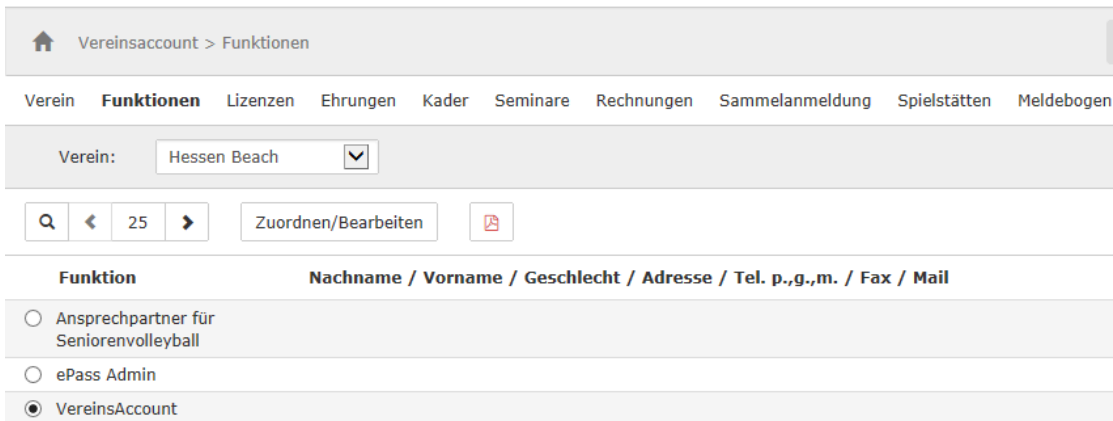 Vereinsaccount > Funktionen
Verein Funktionen Lizenzen Ehrungen Kader Seminare Rechnungen Sammelanmeldung Spielstätten Meldebogen
Verein: Hessen Beach
25 Zuordnen/Bearbeiten
Funktion Nachname / Vorname / Geschlecht / Adresse / Tel. p.,g.,m. / Fax / Mail
Ansprechpartner für
Seniorenvolleyball
ePass Admin
VereinsAccount